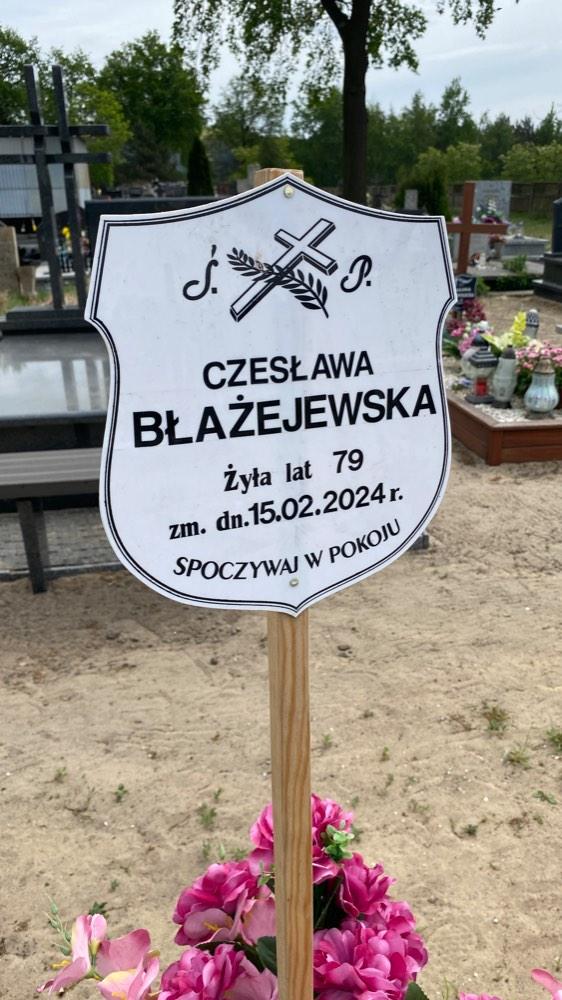 Ś. P.
CZESŁAWA
BŁAŻEJEWSKA
Żyła lat 79
zm. dn.15.02.2024 r.
SPOCZYWAJ W POKOJU